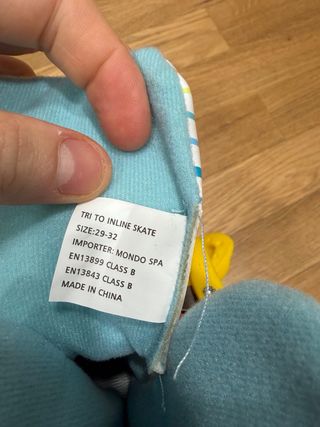 TRI TO INLINE SKATE
SIZE:29-32
IMPORTER: MONDO SPA
EN13899 CLASS B
EN13843 CLASS B
MADE IN CHINA